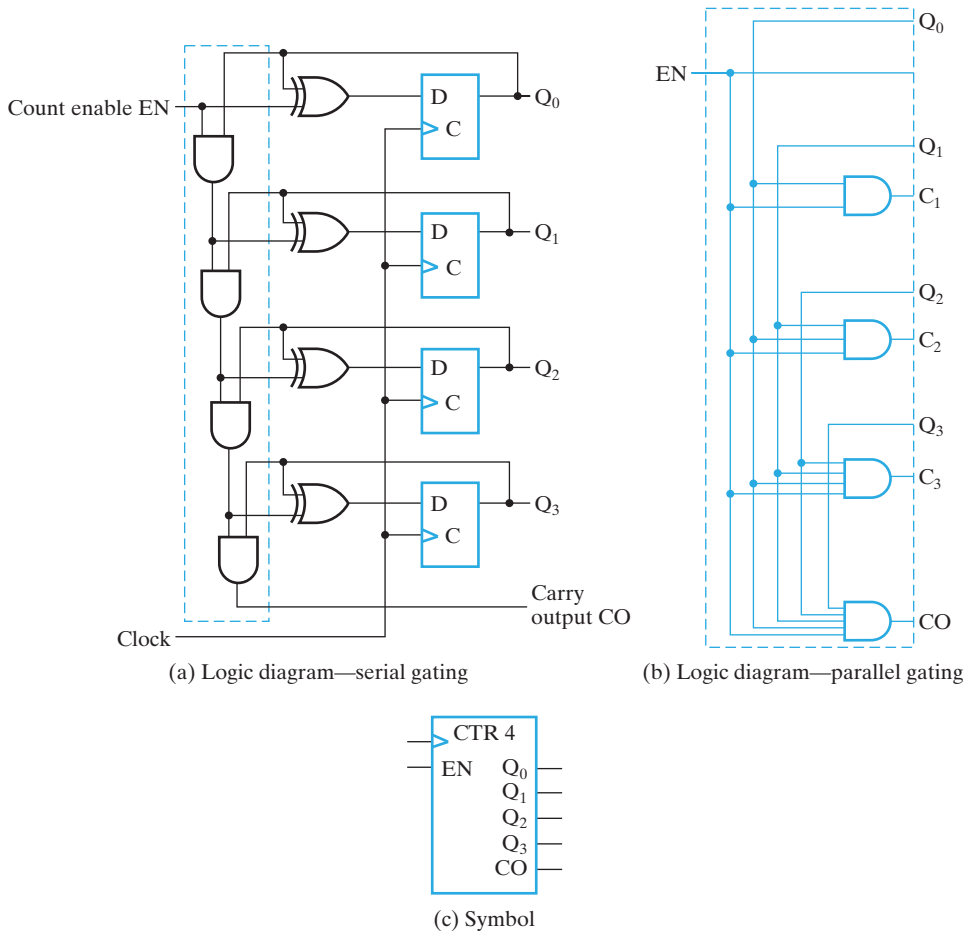 Count enable EN
D
C
Q0
D
C
Q1
D
C
Q2
D
C
Q3
Carry
output CO
Clock
(a) Logic diagram—serial gating
Q0
EN
Q1
C1
Q2
C2
Q3
C3
CO
(b) Logic diagram—parallel gating
CTR 4
EN
Q0
Q1
Q2
Q3
CO
(c) Symbol